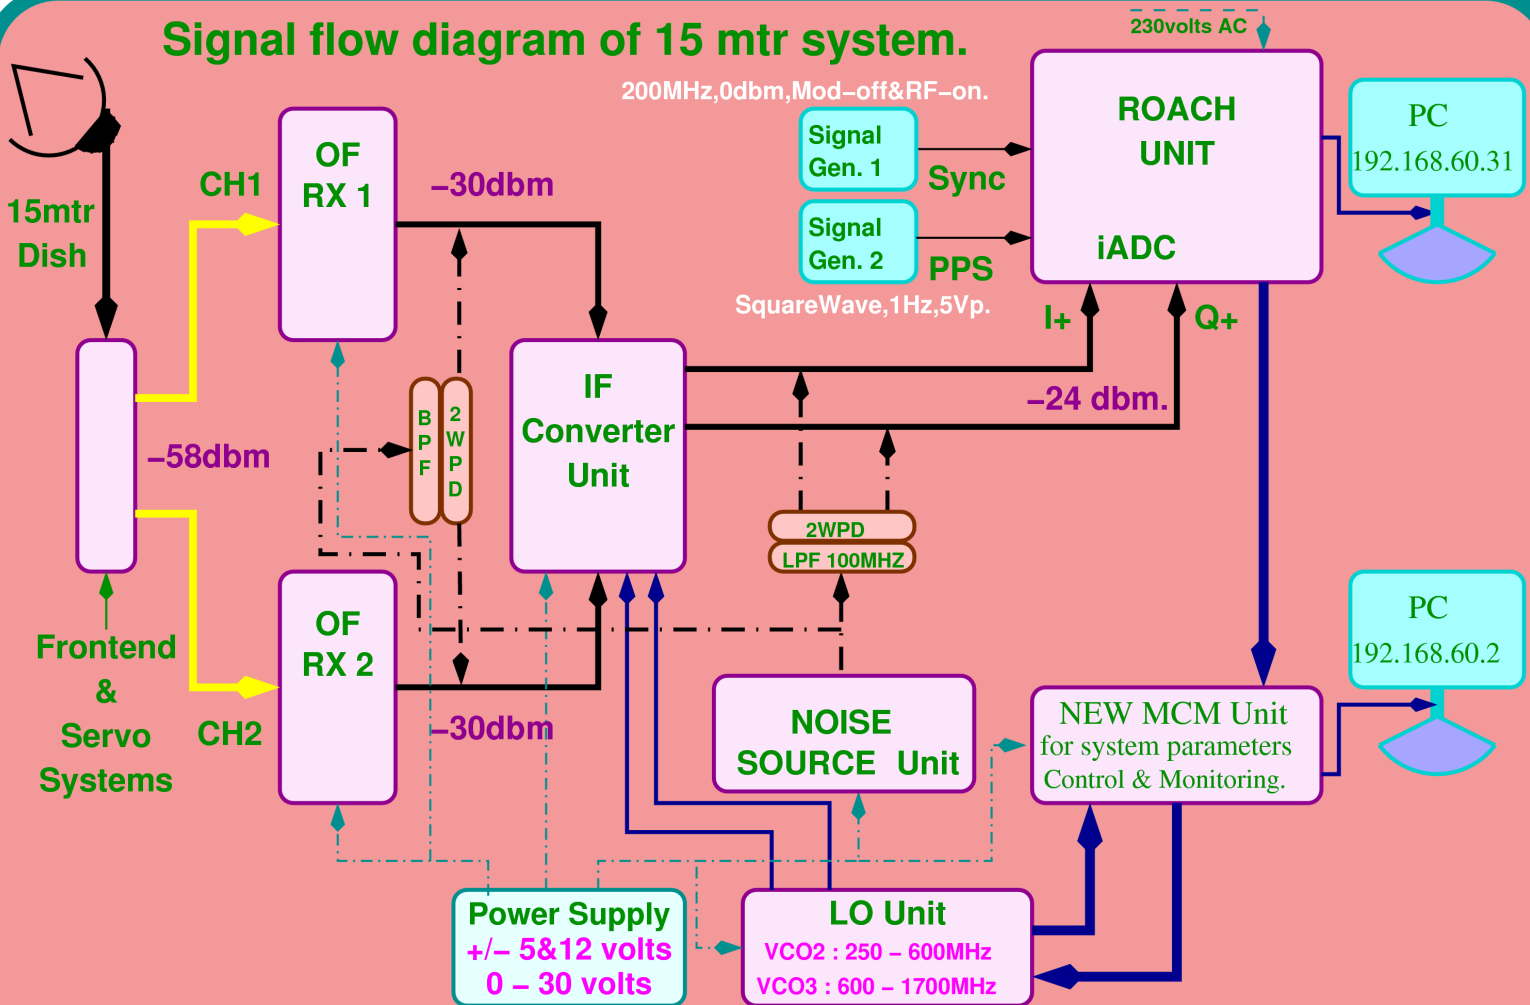 Signal flow diagram of 15 mtr system.
230volts AC
200MHz,0dbm,Mod−off&RF−on.
15mtr
Dish
CH1
OF
RX 1
−30dbm
Signal
Gen. 1
Sync
Signal
Gen. 2
PPS
SquareWave,1Hz,5Vp.
ROACH
UNIT
iADC
PC
192.168.60.31
I+
Q+
−24 dbm.
−58dbm
B
P
F
2
W
P
D
IF
Converter
Unit
2WPD
LPF 100MHZ
Frontend
&
Servo
Systems
CH2
OF
RX 2
−30dbm
NOISE
SOURCE Unit
NEW MCM Unit
for system parameters
Control & Monitoring.
PC
192.168.60.2
Power Supply
+/− 5&12 volts
0 − 30 volts
LO Unit
VCO2 : 250 − 600MHz
VCO3 : 600 − 1700MHz